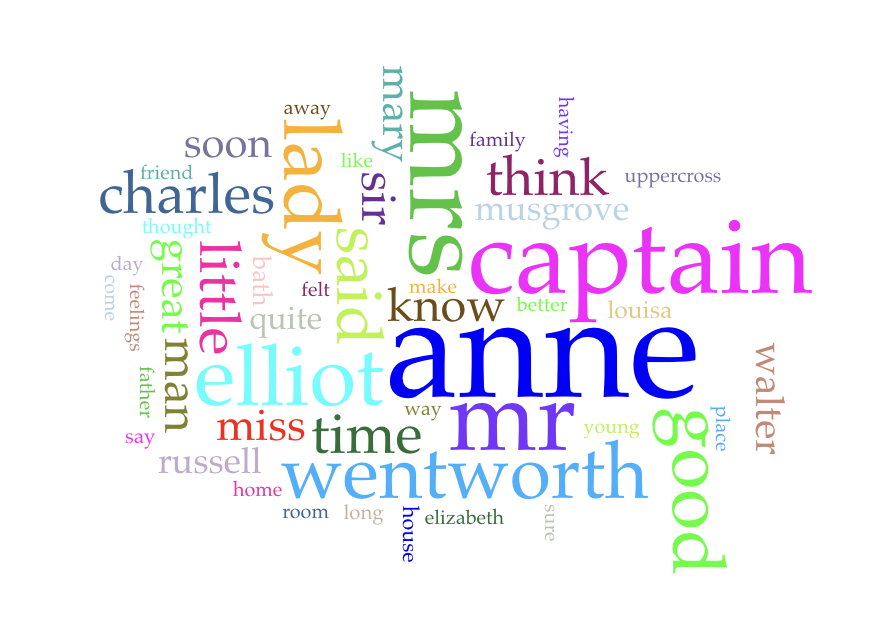 away
mary
mrs
having
soon
lady
like
family
friend
charles
sir
think
uppercross
musgrove
thought
great
little
said
captain
day
bath
felt
make
come
feelings
quite
know
better
louisa
man
elliot
anne
walter
father
miss
time
way
mr
young
good
place
say
russell
wentworth
home
room
long
house
elizabeth
sure